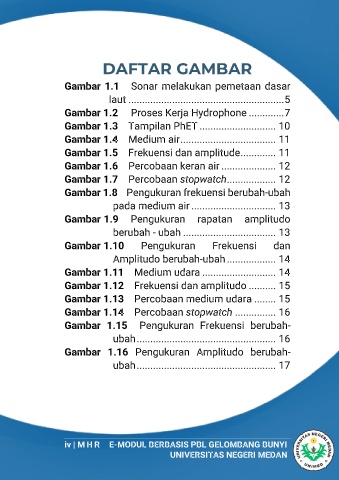 DAFTAR GAMBAR
Gambar 1.1 Sonar melakukan pemetaan dasar
laut ..........................................................5
Gambar 1.2 Proses Kerja Hydrophone .............7
Gambar 1.3 Tampilan PhET ............................ 10
Gambar 1.4 Medium air................................... 11
Gambar 1.5 Frekuensi dan amplitude............. 11
Gambar 1.6 Percobaan keran air .................... 12
Gambar 1.7 Percobaan stopwatch.................. 12
Gambar 1.8 Pengukuran frekuensi berubah-ubah
pada medium air ............................... 13
Gambar 1.9 Pengukuran rapatan amplitudo
berubah - ubah .................................. 13
Gambar 1.10 Pengukuran Frekuensi dan
Amplitudo berubah-ubah.................. 14
Gambar 1.11 Medium udara ........................... 14
Gambar 1.12 Frekuensi dan amplitudo .......... 15
Gambar 1.13 Percobaan medium udara ........ 15
Gambar 1.14 Percobaan stopwatch ............... 16
Gambar 1.15 Pengukuran Frekuensi berubah-
ubah................................................... 16
Gambar 1.16 Pengukuran Amplitudo berubah-
ubah................................................... 17
iv | M H R E-MODUL BERBASIS PBL GELOMBANG BUNYI
UNIVERSITAS NEGERI MEDAN
UNIVERSITAS NEGERI MEDAN
UNIMED